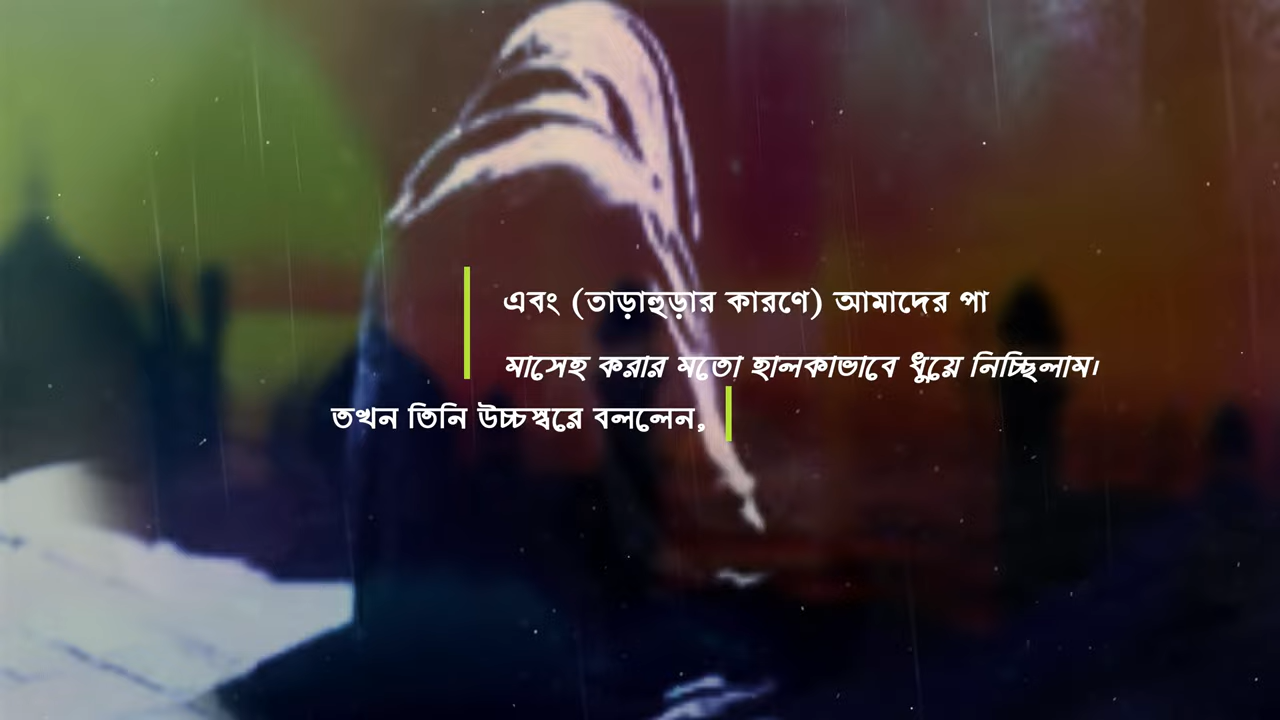 এবং (তাড়াহুড়ার কারণে) আমাদের পা
মাসেহ করার মতো হালকাভাবে ধুয়ে নিচ্ছিলাম।
তখন তিনি উচ্চস্বরে বললেন,